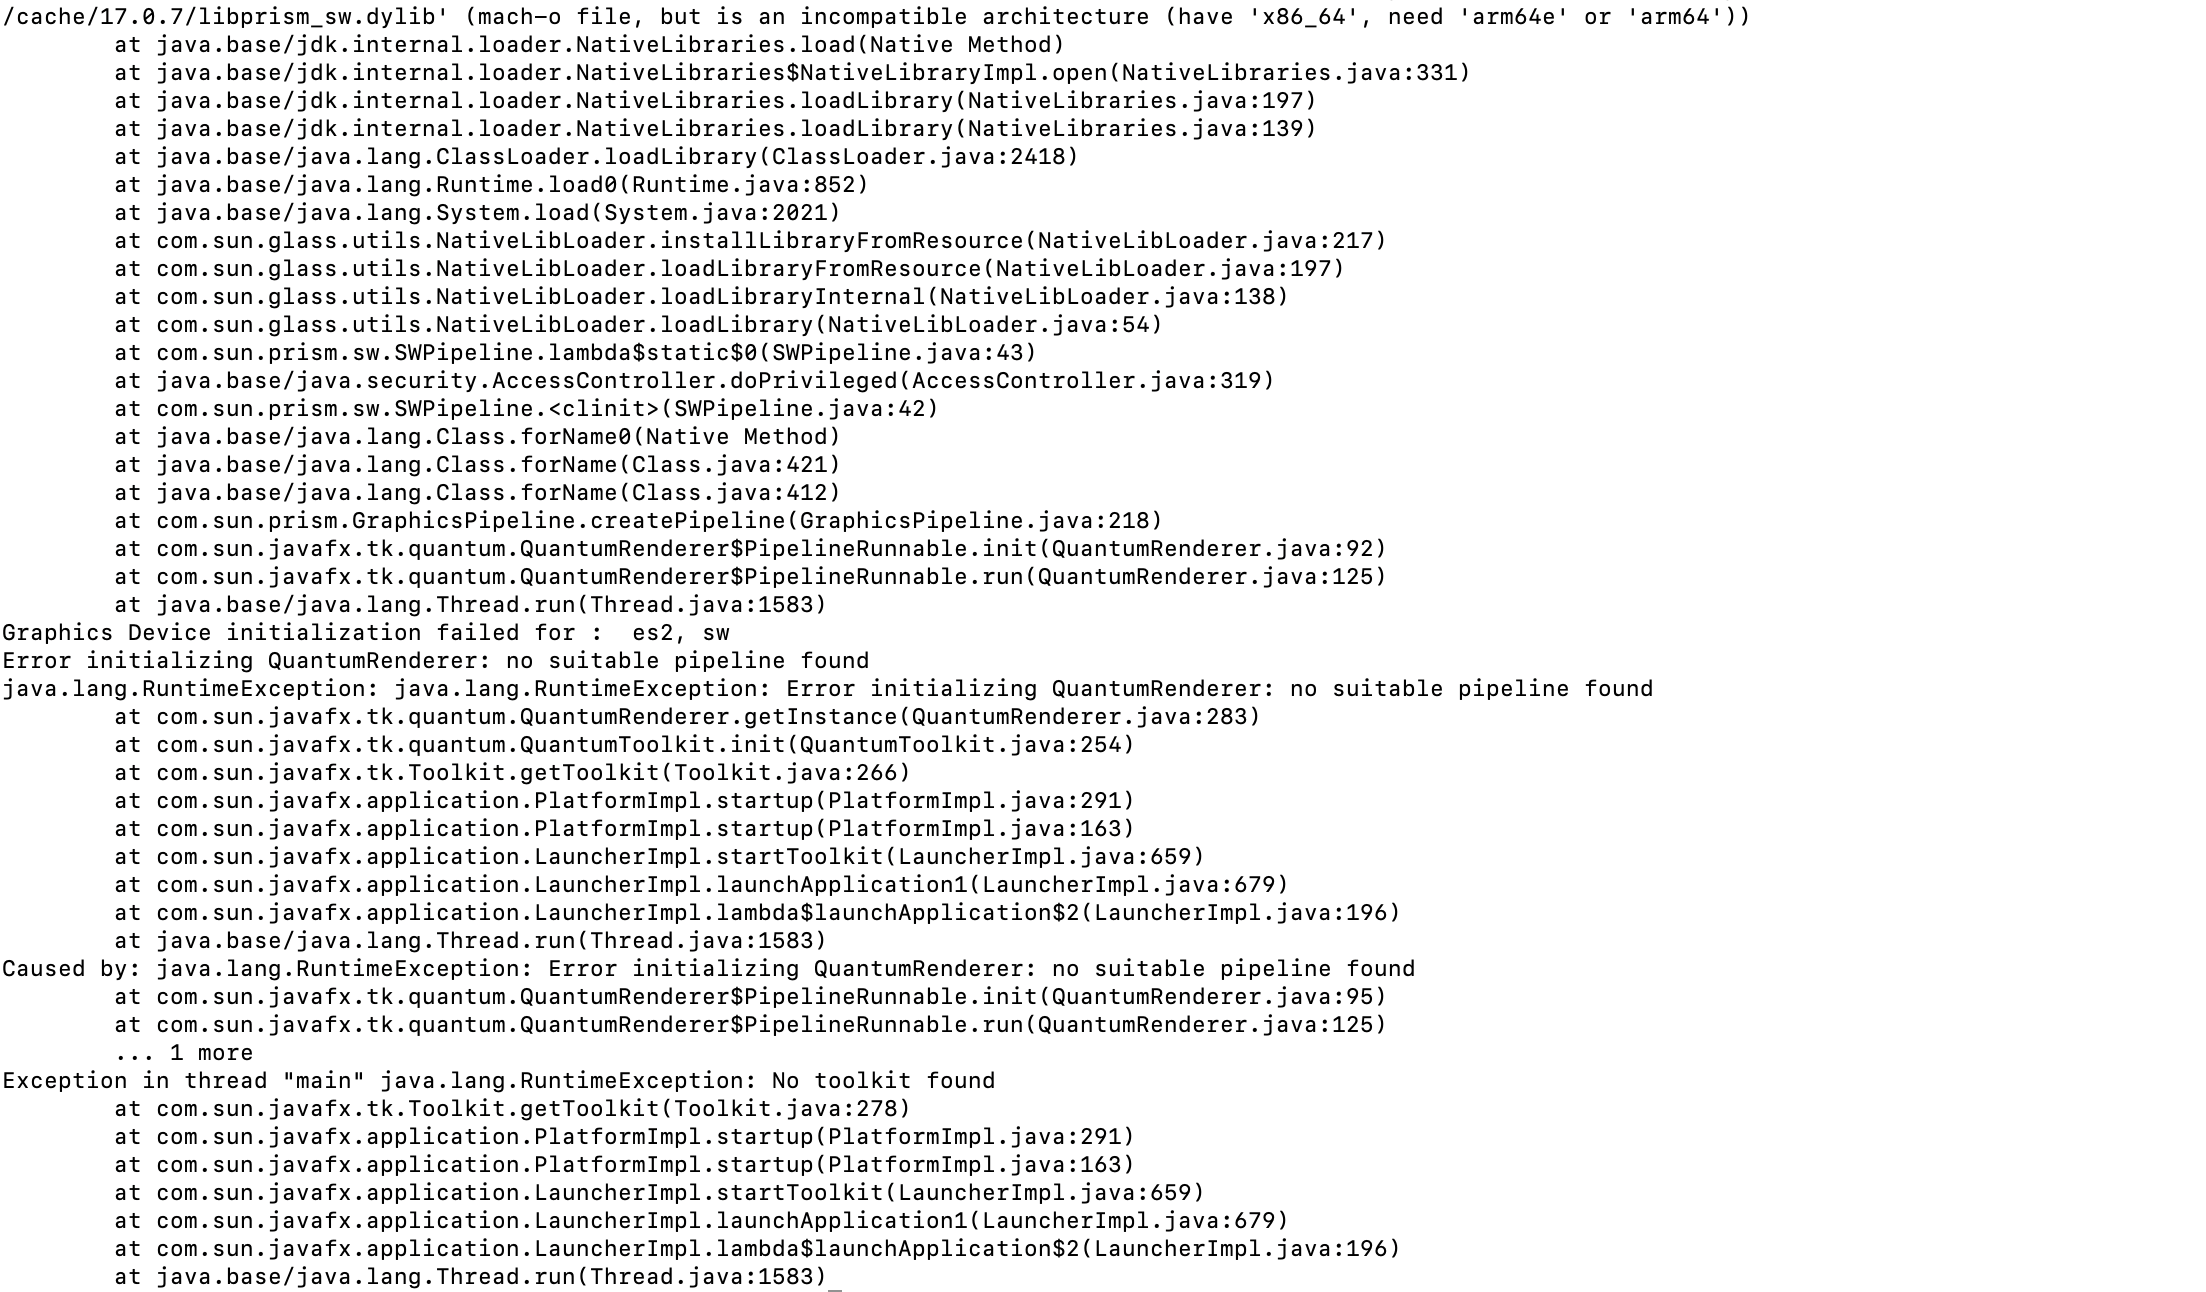 /cache/17.0.7/libprism_sw.dylib' (mach-o file, but is an incompatible architecture (have 'x86_64', need 'arm64e' or 'arm64'))
at java.base/jdk.internal.loader.NativeLibraries.load(Native Method)
at java.base/jdk.internal.loader.NativeLibraries$NativeLibraryImpl.open(NativeLibraries.java:331)
at java.base/jdk.internal.loader.NativeLibraries.loadLibrary(NativeLibraries.java:197)
at java.base/jdk.internal.loader.NativeLibraries.loadLibrary(NativeLibraries.java:139)
at java.base/java.lang.ClassLoader.loadLibrary(ClassLoader.java:2418)
at java.base/java.lang.Runtime.load0(Runtime.java:852)
at java.base/java.lang.System.load(System.java:2021)
at com.sun.glass.utils.NativeLibLoader.installLibraryFromResource(NativeLibLoader.java:217)
at com.sun.glass.utils.NativeLibLoader.loadLibraryFromResource(NativeLibLoader.java:197)
at com.sun.glass.utils.NativeLibLoader.loadLibraryInternal(NativeLibLoader.java:138)
at com.sun.glass.utils.NativeLibLoader.loadLibrary(NativeLibLoader.java:54)
at com.sun.prism.sw.SWPipeline.lambda$static$0(SWPipeline.java:43)
at java.base/java.security.AccessController.doPrivileged(AccessController.java:319)
at com.sun.prism.sw.SWPipeline.<clinit>(SWPipeline.java:42)
at java.base/java.lang.Class.forName0(Native Method)
at java.base/java.lang.Class.forName(Class.java:421)
at java.base/java.lang.Class.forName(Class.java:412)
at com.sun.prism.GraphicsPipeline.createPipeline(GraphicsPipeline.java:218)
at com.sun.javafx.tk.quantum.QuantumRenderer$PipelineRunnable.init(QuantumRenderer.java:92)
at com.sun.javafx.tk.quantum.QuantumRenderer$PipelineRunnable.run(QuantumRenderer.java:125)
at java.base/java.lang.Thread.run(Thread.java:1583)
Graphics Device initialization failed for :  es2, sw
Error initializing QuantumRenderer: no suitable pipeline found
java.lang.RuntimeException: java.lang.RuntimeException: Error initializing QuantumRenderer: no suitable pipeline found
at com.sun.javafx.tk.quantum.QuantumRenderer.getInstance(QuantumRenderer.java:283)
at com.sun.javafx.tk.quantum.QuantumToolkit.init(QuantumToolkit.java:254)
at com.sun.javafx.tk.Toolkit.getToolkit(Toolkit.java:266)
at com.sun.javafx.application.PlatformImpl.startup(PlatformImpl.java:291)
at com.sun.javafx.application.PlatformImpl.startup(PlatformImpl.java:163)
at com.sun.javafx.application.LauncherImpl.startToolkit(LauncherImpl.java:659)
at com.sun.javafx.application.LauncherImpl.launchApplication1(LauncherImpl.java:679)
at com.sun.javafx.application.LauncherImpl.lambda$launchApplication$2(LauncherImpl.java:196)
at java.base/java.lang.Thread.run(Thread.java:1583)
Caused by: java.lang.RuntimeException: Error initializing QuantumRenderer: no suitable pipeline found
at com.sun.javafx.tk.quantum.QuantumRenderer$PipelineRunnable.init(QuantumRenderer.java:95)
at com.sun.javafx.tk.quantum.QuantumRenderer$PipelineRunnable.run(QuantumRenderer.java:125)
... 1 more
Exception in thread "main" java.lang.RuntimeException: No toolkit found
at com.sun.javafx.tk.Toolkit.getToolkit(Toolkit.java:278)
at com.sun.javafx.application.PlatformImpl.startup(PlatformImpl.java:291)
at com.sun.javafx.application.PlatformImpl.startup(PlatformImpl.java:163)
at com.sun.javafx.application.LauncherImpl.startToolkit(LauncherImpl.java:659)
at com.sun.javafx.application.LauncherImpl.launchApplication1(LauncherImpl.java:679)
at com.sun.javafx.application.LauncherImpl.lambda$launchApplication$2(LauncherImpl.java:196)
at java.base/java.lang.Thread.run(Thread.java:1583)